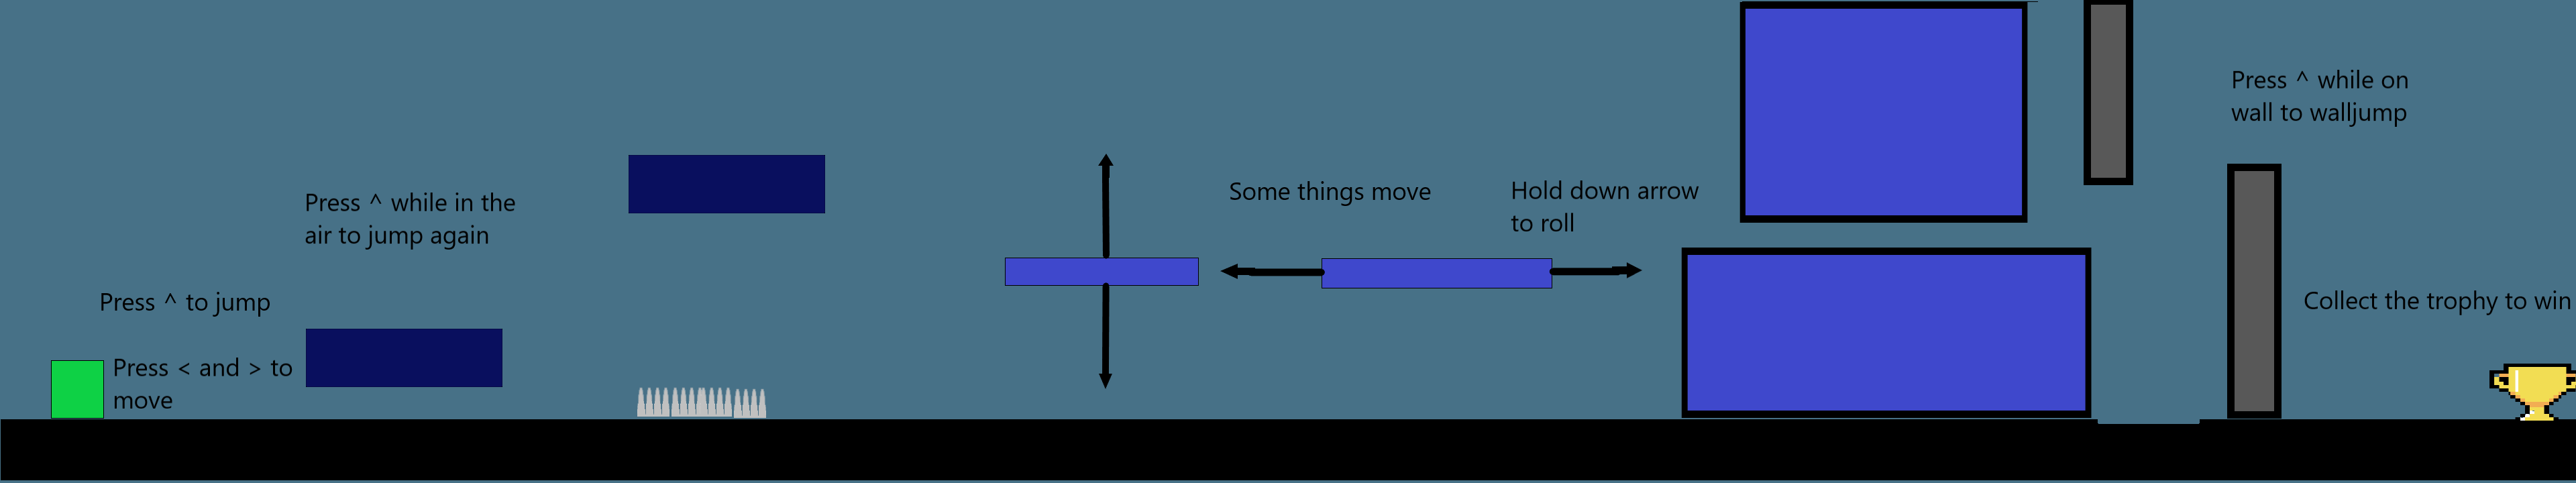 Press ^ to jump
Press < and > to
move
Press ^ while in the
air to jump again
Some things move
Hold down arrow
to roll
Press ^ while on
wall to walljump
Collect the trophy to win